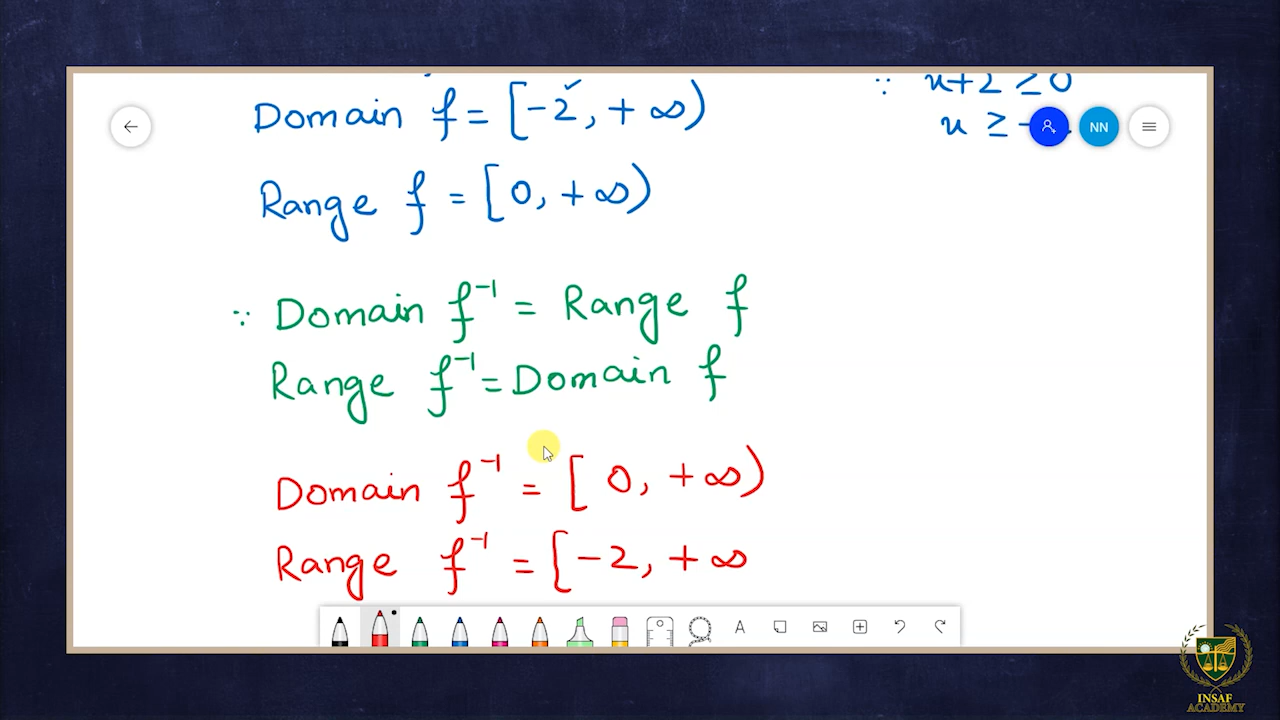 ∵ x+2 ≥ 0
Domain f = [-2, +∞)
x ≥ -
NN
Range f = [0, +∞)
∵ Domain f⁻¹ = Range f
Range f⁻¹ = Domain f
Domain f⁻¹ = [0, +∞)
Range f⁻¹ = [-2, +∞
A
INSAF
ACADEMY